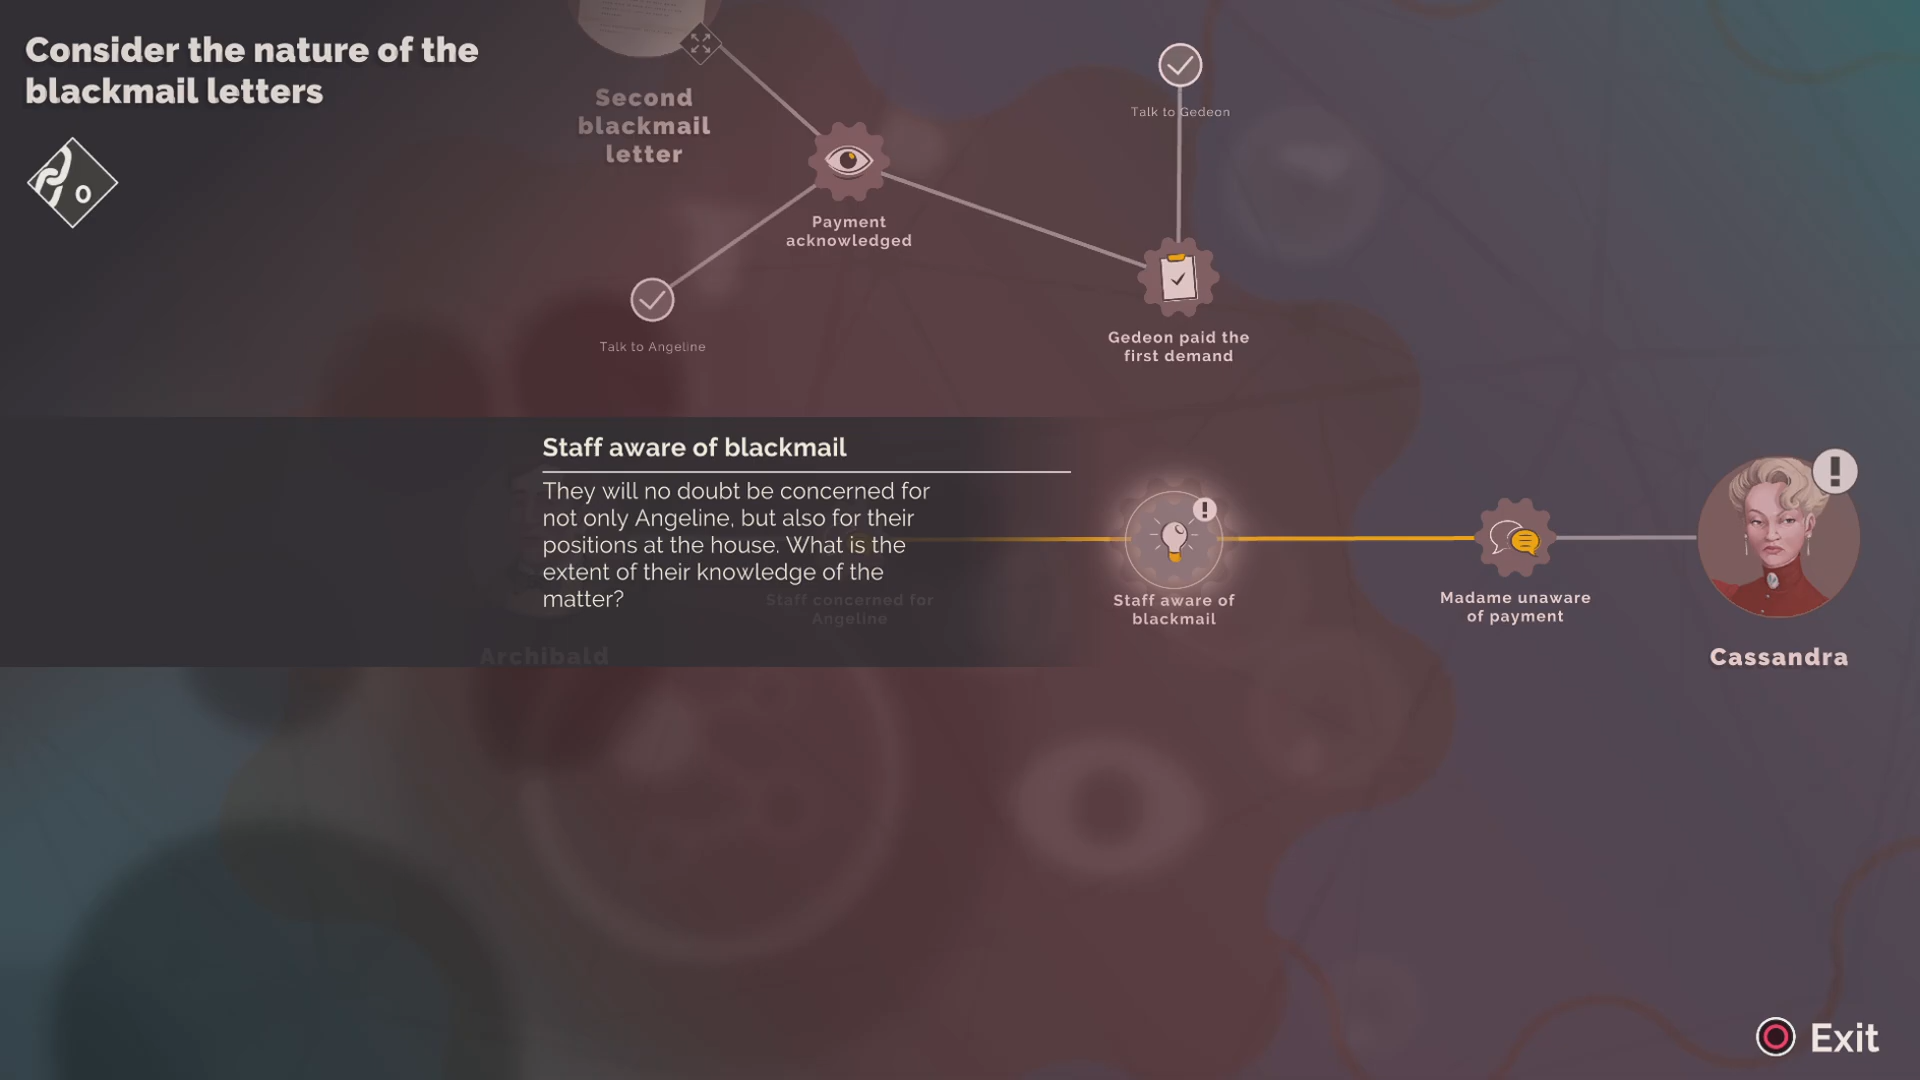 Consider the nature of the
blackmail letters
0
Second
blackmail
letter
Talk to Gedeon
Payment
acknowledged
Talk to Angeline
Gedeon paid the
first demand
Staff aware of blackmail
They will no doubt be concerned for
not only Angeline, but also for their
positions at the house. What is the
extent of their knowledge of the
matter?
Staff concerned for
Angeline
Archibald
Staff aware of
blackmail
Madame unaware
of payment
Cassandra
Exit